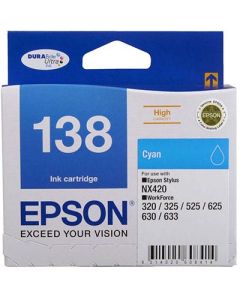 DURABrite
Ultra
Ink
138
Ink cartridge
EPSON
EXCEED YOUR VISION
High
CAPACITY
Cyan
For use with
■Epson Stylus
NX420
■WorkForce
320 / 325 / 525 / 625
630 / 633